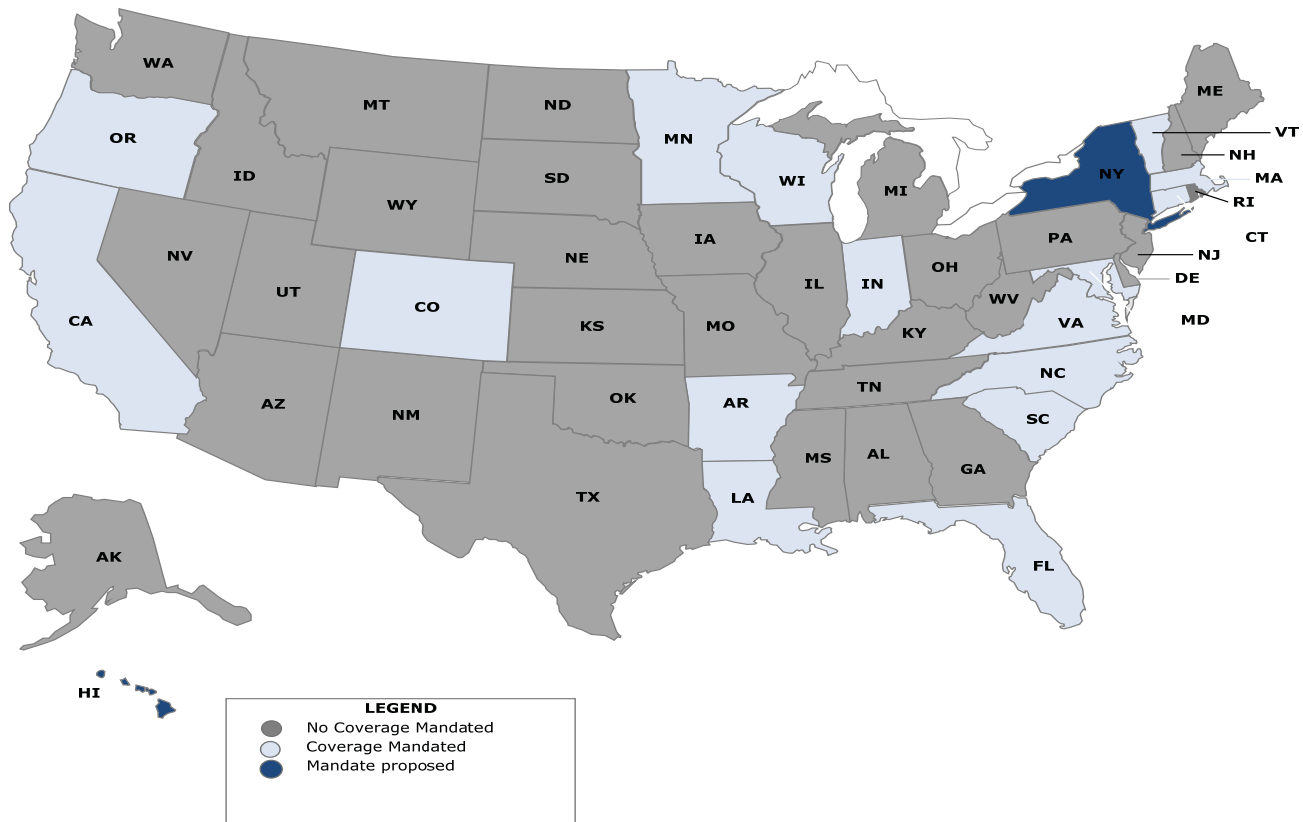 WA
MT
ND
MN
ME
OR
ID
SD
WI
MI
NY
VT
NH
MA
RI
CT
WY
NV
UT
CO
NE
IA
IL
IN
OH
PA
NJ
DE
MD
WV
VA
CA
KS
MO
KY
NC
TN
SC
AZ
NM
OK
AR
MS
AL
GA
TX
LA
FL
AK
HI
LEGEND
No Coverage Mandated
Coverage Mandated
Mandate proposed